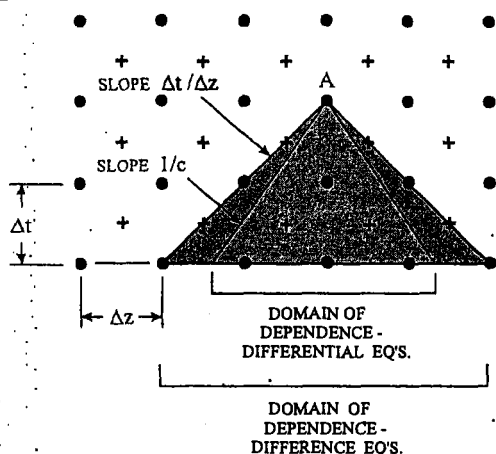 A
SLOPE Δt/Δz
SLOPE 1/c
Δt
Δz
DOMAIN OF
DEPENDENCE -
DIFFERENTIAL EQ'S.
DOMAIN OF
DEPENDENCE -
DIFFERENCE EQ'S.